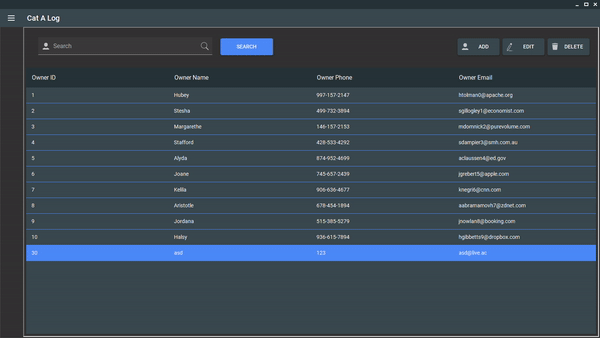 Cat A Log
Search SEARCH ADD EDIT DELETE
Owner ID Owner Name Owner Phone Owner Email
1 Hubey 997-157-2147 htolman0@apache.org
2 Stesha 499-732-3894 sgillogley1@economist.com
3 Margarethe 146-157-2153 mdomnick2@purevolume.com
4 Stafford 428-533-4292 sdampier3@smh.com.au
5 Alyda 874-952-4699 aclaussen4@ed.gov
6 Joane 745-657-2439 jgrebert5@apple.com
7 Kelila 906-636-4677 knegri6@cnn.com
8 Aristotle 678-454-1894 aabramamovh7@zdnet.com
9 Jordana 515-385-5279 jnowlan8@booking.com
10 Halsy 936-615-7894 hgibbetts9@dropbox.com
30 asd 123 asd@live.ac